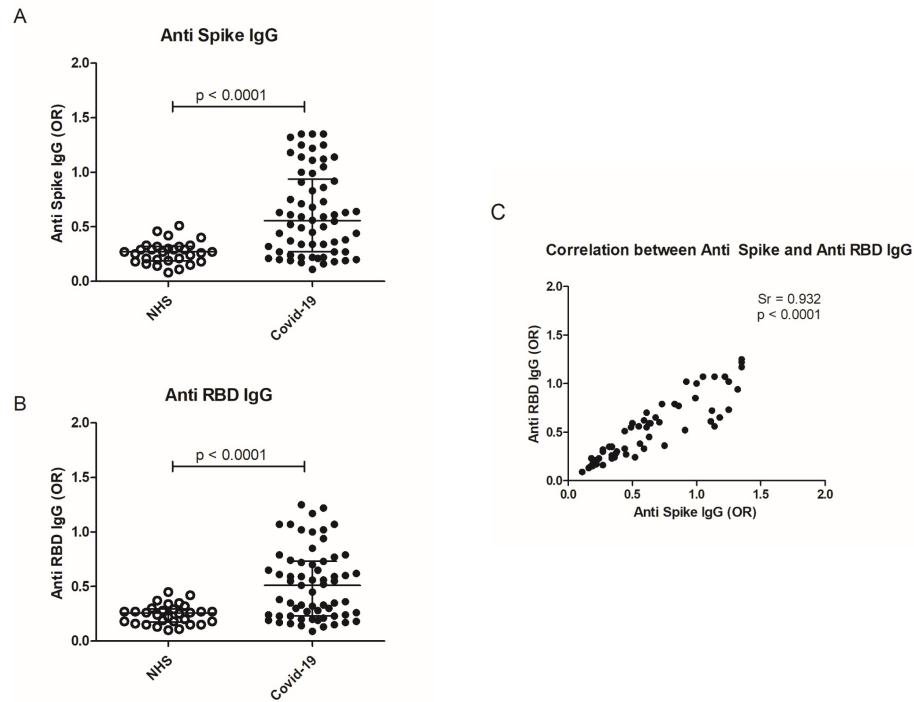 A
Anti Spike IgG
2.0
p < 0.0001
1.5
1.0
0.5
0.0
Anti Spike IgG (OR)
NHS
Covid-19
B
Anti RBD IgG
2.0
p < 0.0001
1.5
1.0
0.5
0.0
Anti RBD IgG (OR)
NHS
Covid-19
C
Correlation between Anti Spike and Anti RBD IgG
2.0
Sr = 0.932
p < 0.0001
1.5
1.0
0.5
0.0
Anti RBD IgG (OR)
0.0 0.5 1.0 1.5 2.0
Anti Spike IgG (OR)